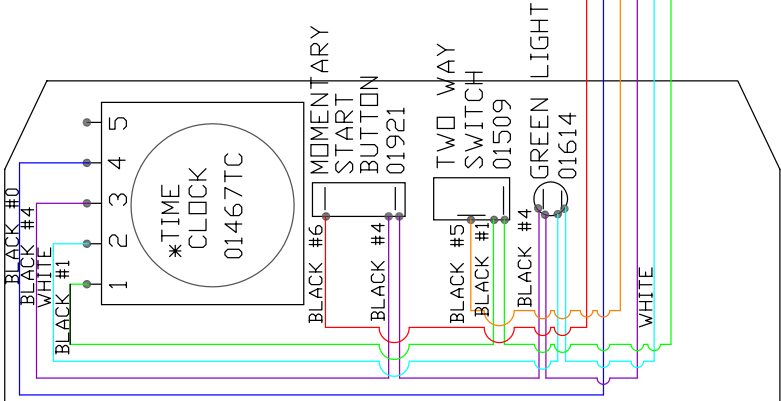 5
4
3
2
1
*TIME
CLOCK
01467TC
MOMENTARY
START
BUTTON
01921
TWO WAY
SWITCH
01509
GREEN LIGHT
01614
BLACK #0
BLACK #4
WHITE
BLACK #1
BLACK #6
BLACK #4
BLACK #5
BLACK #1
BLACK #4
WHITE